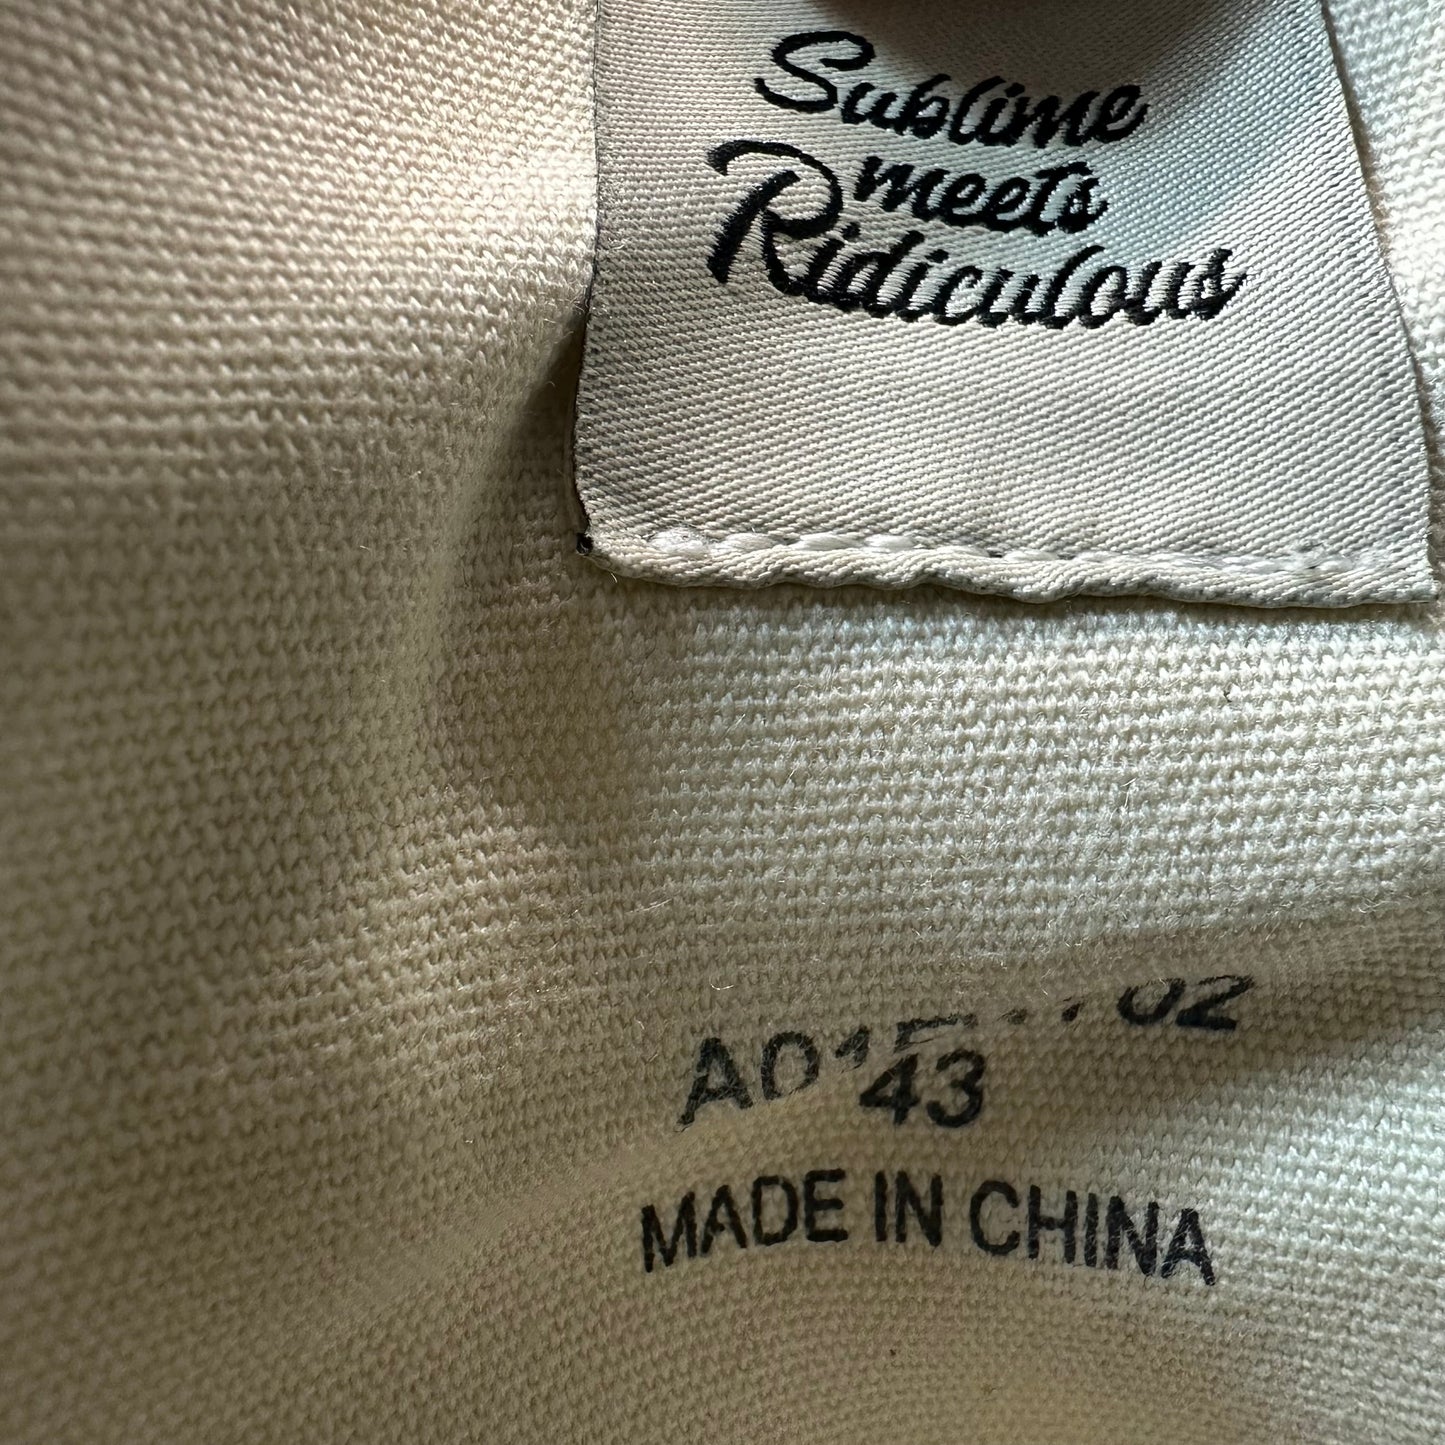 Sublime
meets
Ridiculous
43
MADE IN CHINA